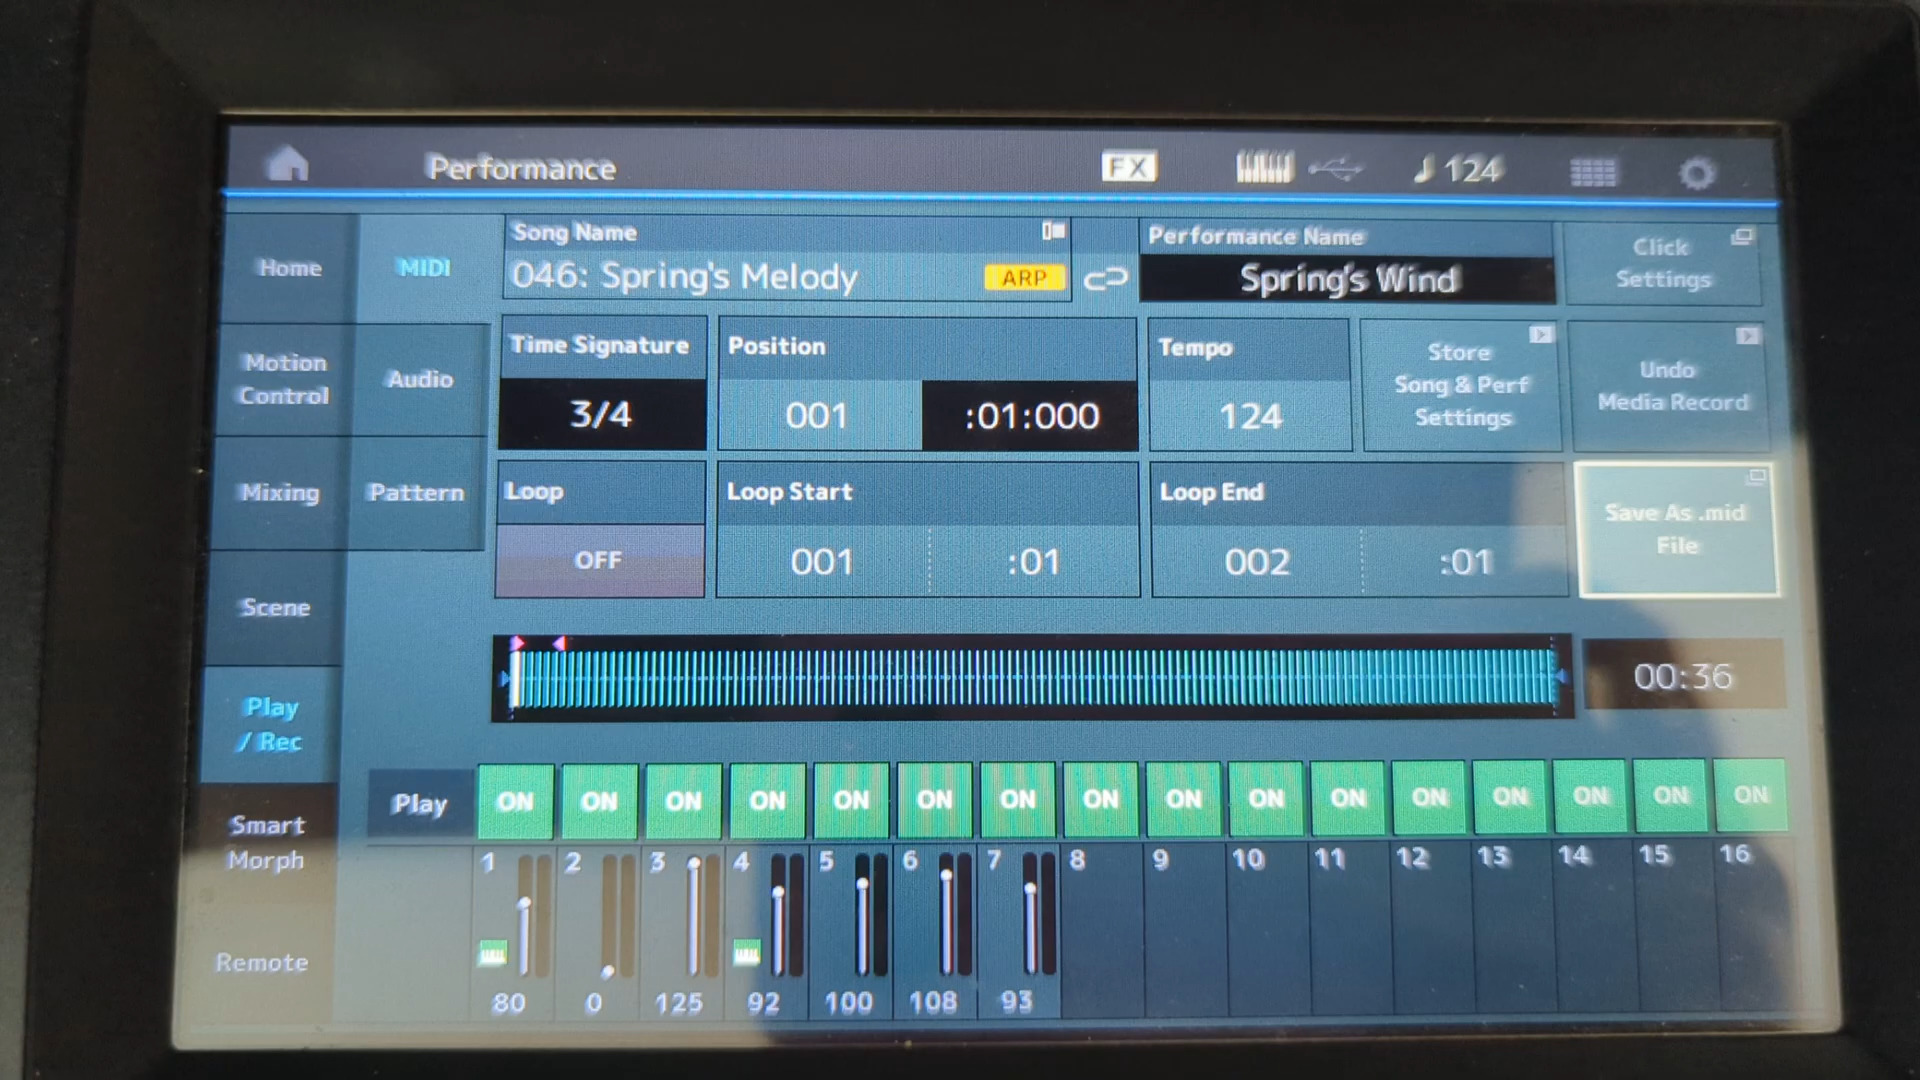 Performance
FX
124
Home
MIDI
Song Name
046: Spring's Melody
ARP
Performance Name
Spring's Wind
Click
Settings
Motion
Control
Audio
Time Signature
3/4
Position
001
:01:000
Tempo
124
Store
Song & Perf
Settings
Undo
Media Record
Mixing
Pattern
Loop
OFF
Loop Start
001
:01
Loop End
002
:01
Save As .mid
File
Scene
Play
/ Rec
00:36
Smart
Morph
Remote
Play
ON ON ON ON ON ON ON ON ON ON ON ON ON ON ON ON
1 2 3 4 5 6 7 8 9 10 11 12 13 14 15 16
80 0 125 92 100 108 93